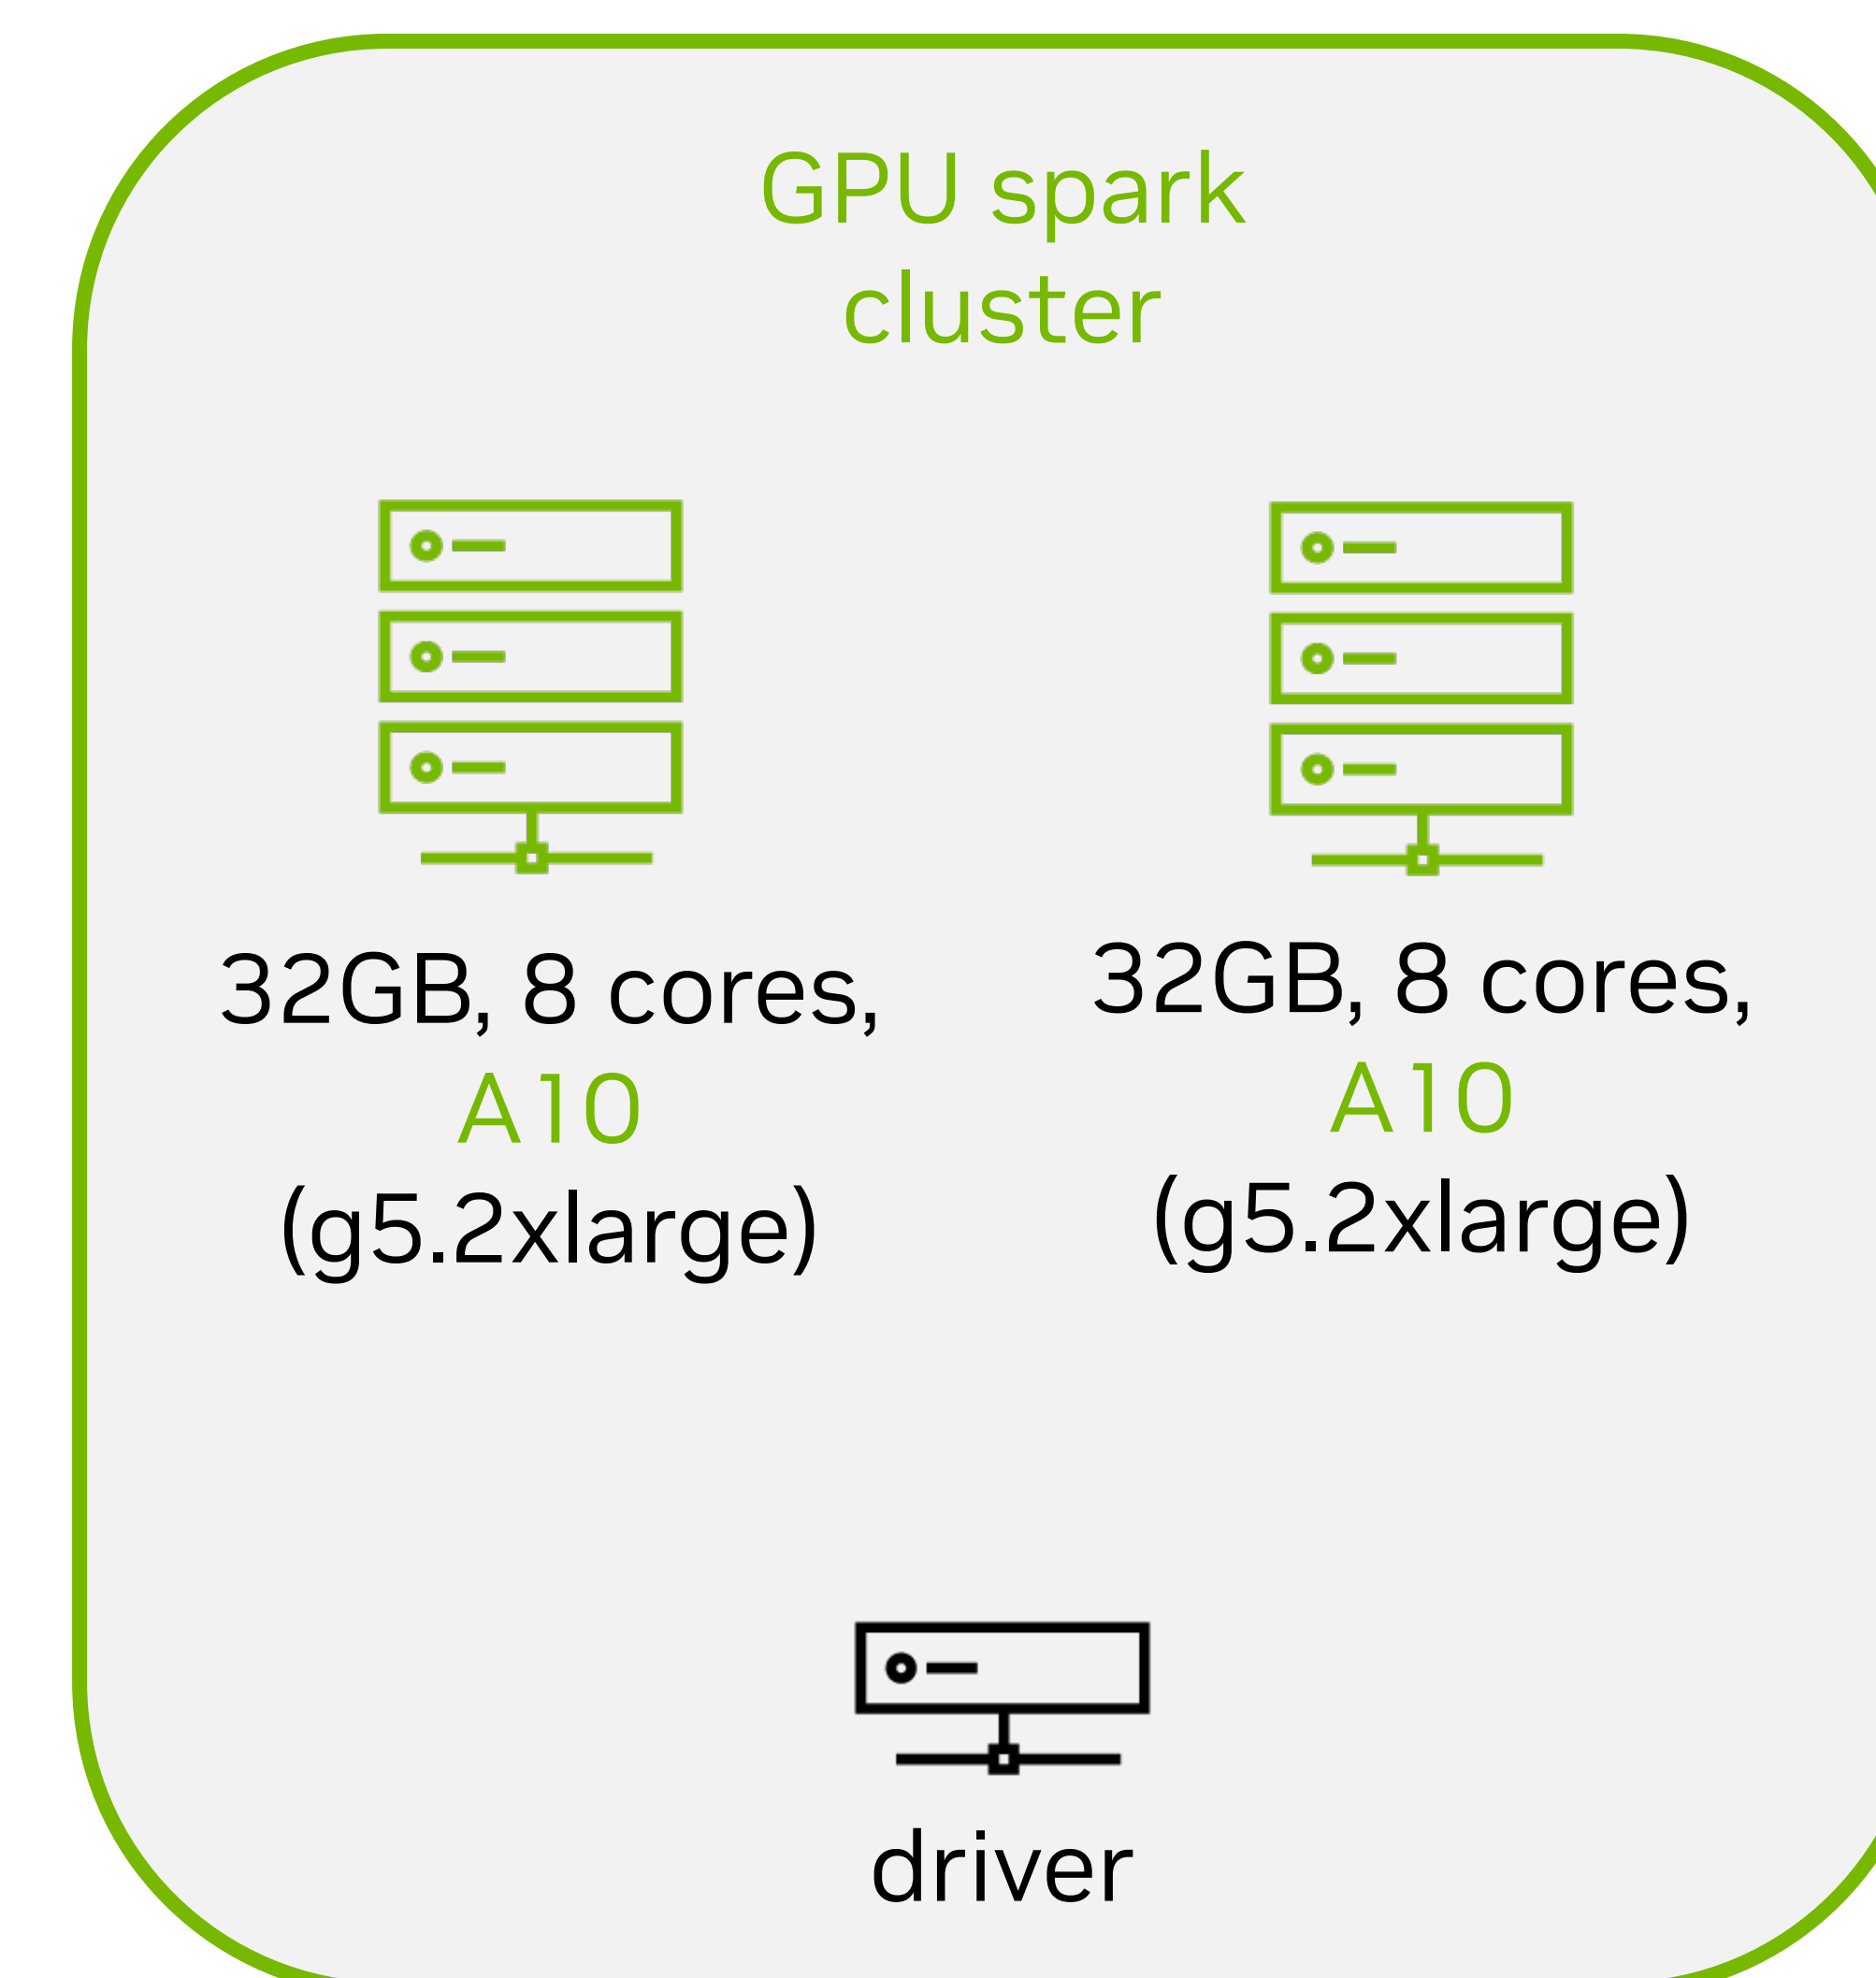 GPU spark
cluster
32GB, 8 cores,
A10
(g5.2xlarge)
32GB, 8 cores,
A10
(g5.2xlarge)
driver